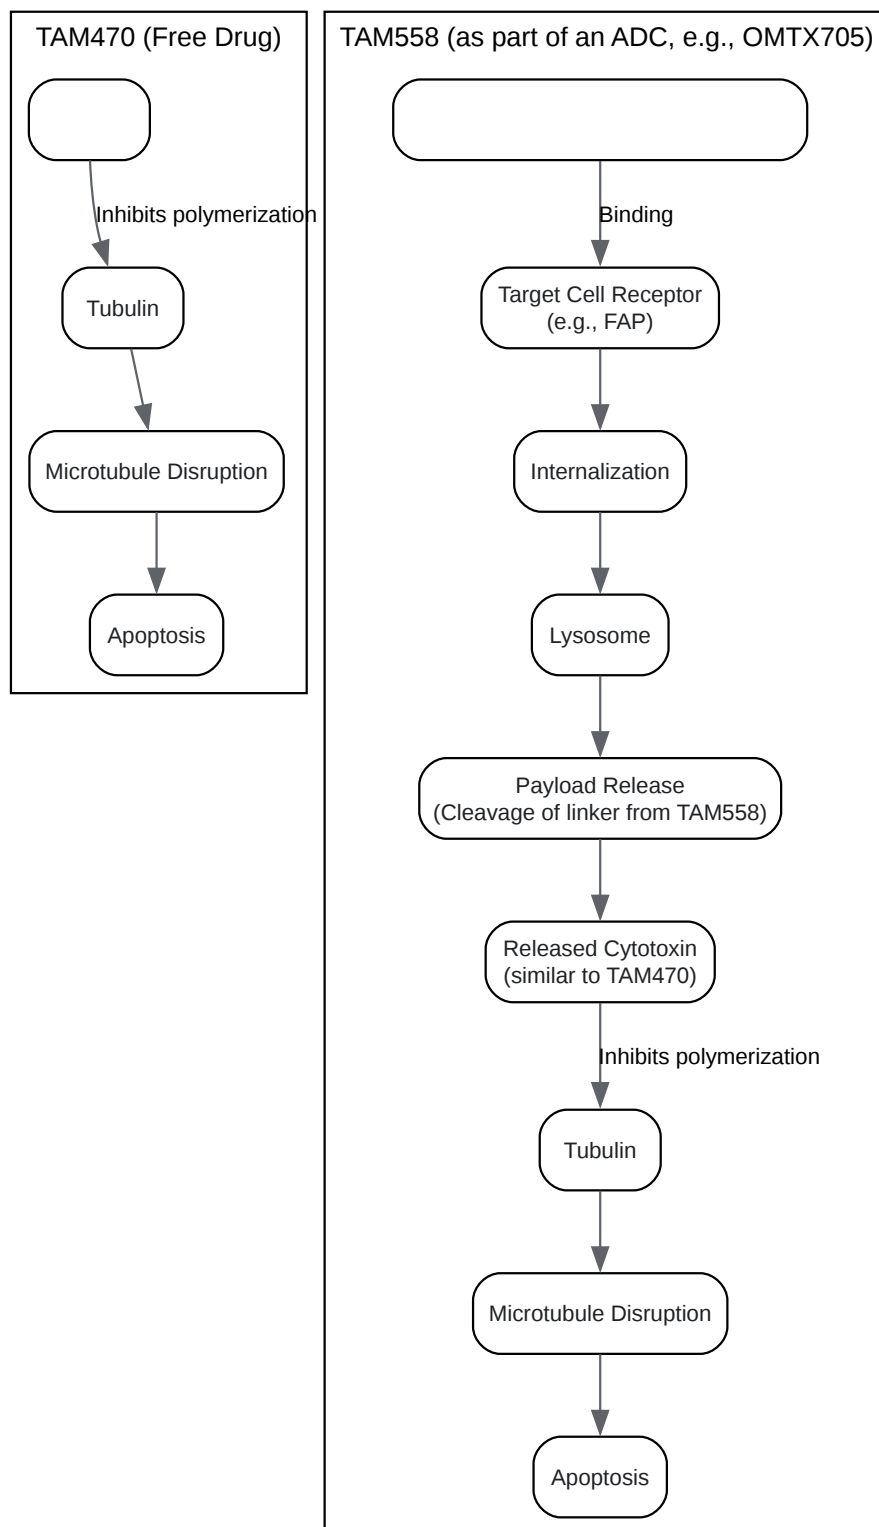 TAM470 (Free Drug)
Inhibits polymerization
Tubulin
Microtubule Disruption
Apoptosis
TAM558 (as part of an ADC, e.g., OMTX705)
Binding
Target Cell Receptor
(e.g., FAP)
Internalization
Lysosome
Payload Release
(Cleavage of linker from TAM558)
Released Cytotoxin
(similar to TAM470)
Inhibits polymerization
Tubulin
Microtubule Disruption
Apoptosis